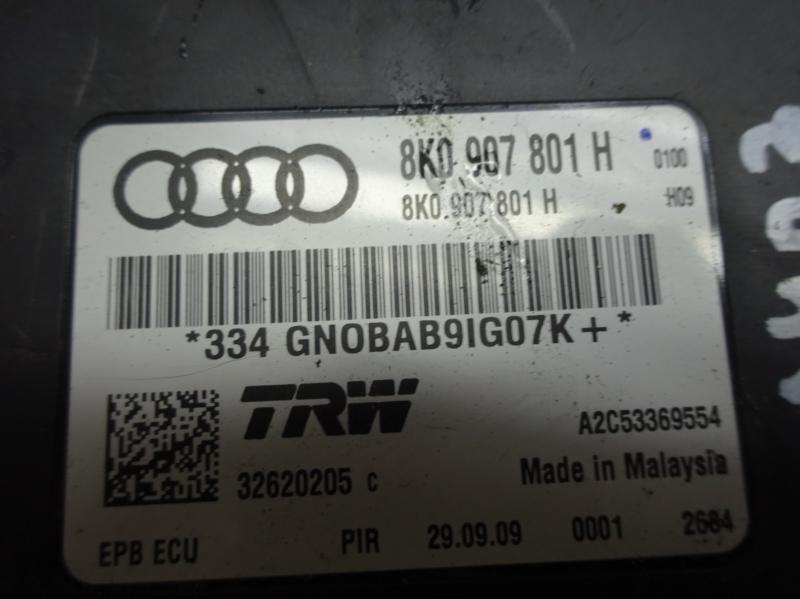 8K0 907 801 H 0100
8K0 907 801 H H09
*334 GNOBAB9IG07K+*
TRW A2C53369554
32620205 C Made in Malaysia
EPB ECU PIR 29.09.09 0001 2684